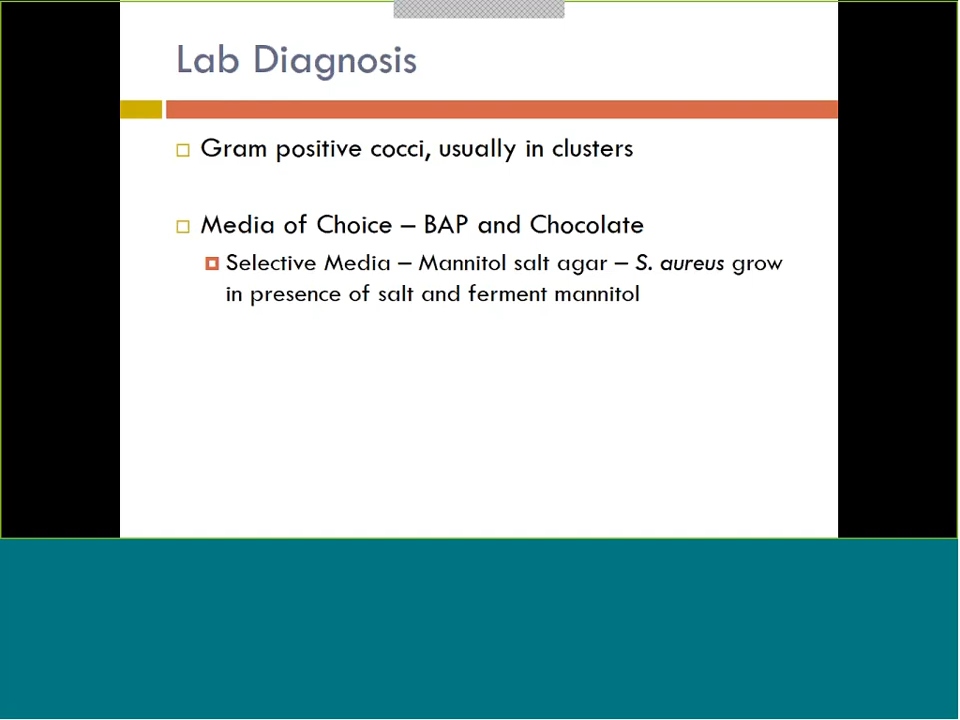 Lab Diagnosis
Gram positive cocci, usually in clusters
Media of Choice – BAP and Chocolate
Selective Media – Mannitol salt agar – S. aureus grow
in presence of salt and ferment mannitol